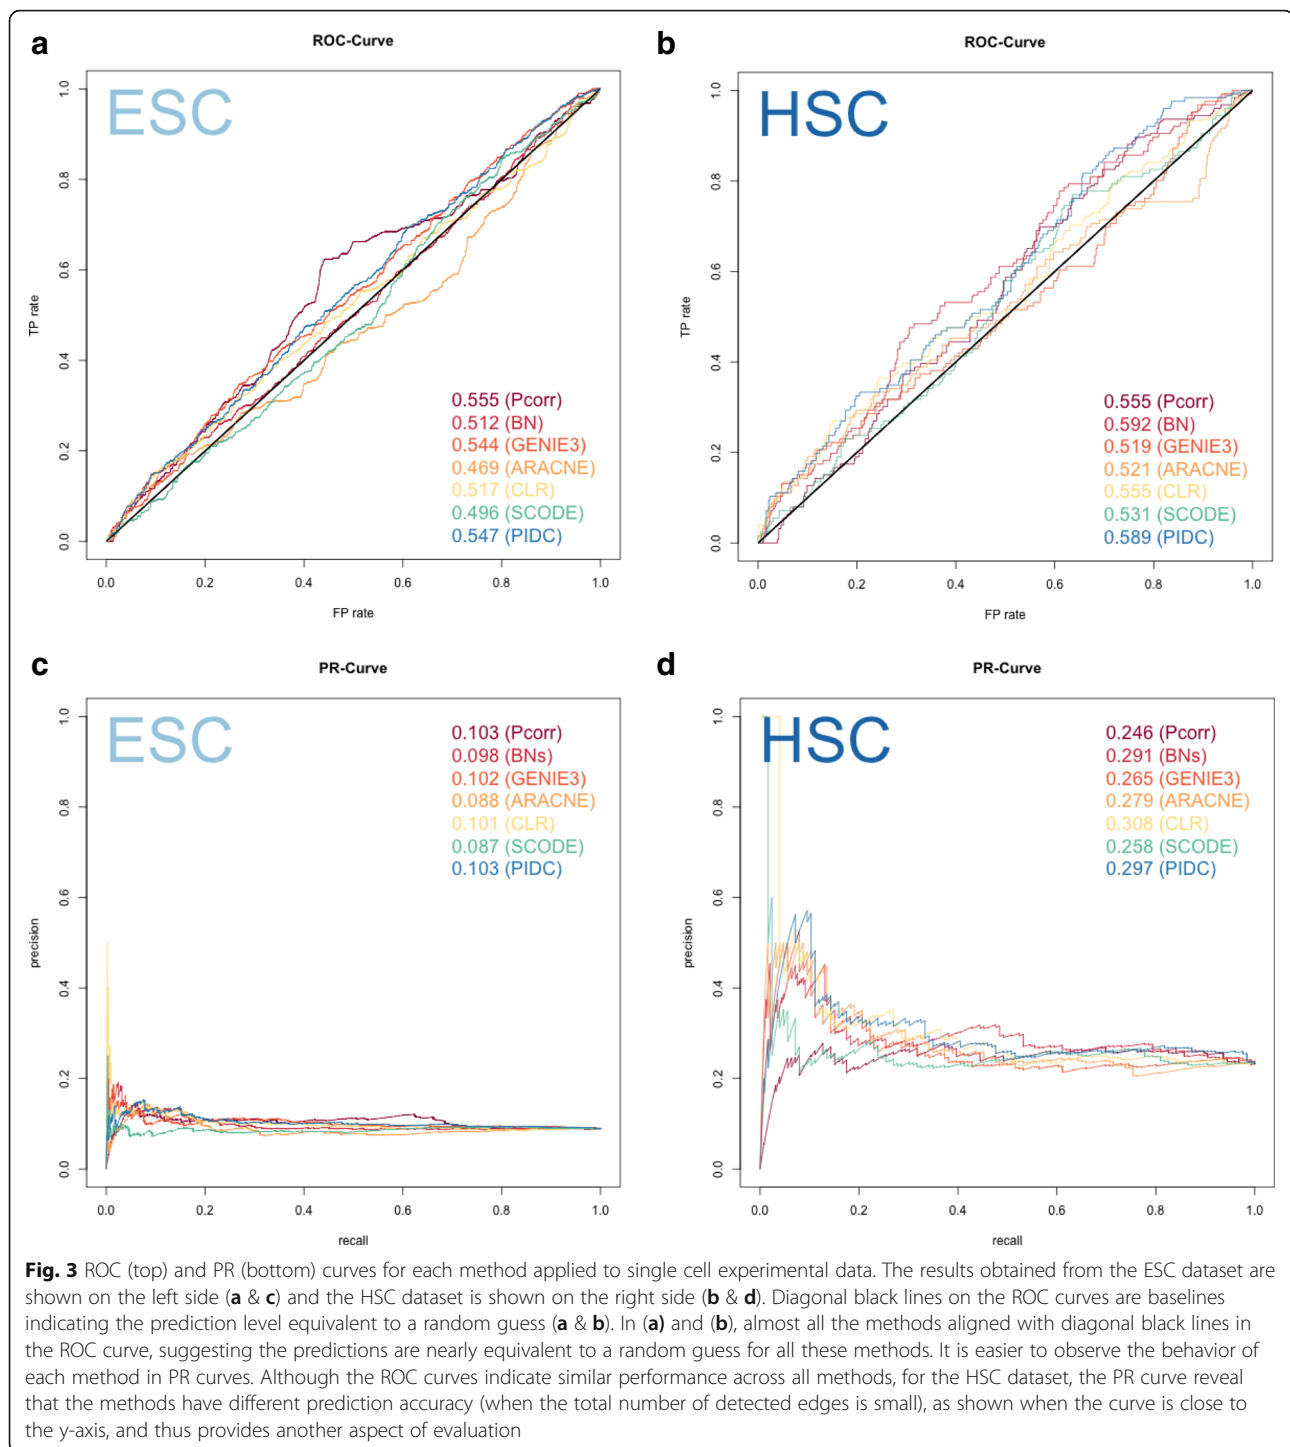 a
ROC-Curve
ESC
TP rate
0.0 0.2 0.4 0.6 0.8 1.0
0.555 (Pcorr)
0.512 (BN)
0.544 (GENIE3)
0.469 (ARACNE)
0.517 (CLR)
0.496 (SCODE)
0.547 (PIDC)
0.0 0.2 0.4 0.6 0.8 1.0
FP rate
b
ROC-Curve
HSC
TP rate
0.0 0.2 0.4 0.6 0.8 1.0
0.555 (Pcorr)
0.592 (BN)
0.519 (GENIE3)
0.521 (ARACNE)
0.555 (CLR)
0.531 (SCODE)
0.589 (PIDC)
0.0 0.2 0.4 0.6 0.8 1.0
FP rate
c
PR-Curve
ESC
precision
0.0 0.2 0.4 0.6 0.8 1.0
0.103 (Pcorr)
0.098 (BNs)
0.102 (GENIE3)
0.088 (ARACNE)
0.101 (CLR)
0.087 (SCODE)
0.103 (PIDC)
0.0 0.2 0.4 0.6 0.8 1.0
recall
d
PR-Curve
HSC
precision
0.0 0.2 0.4 0.6 0.8 1.0
0.246 (Pcorr)
0.291 (BNs)
0.265 (GENIE3)
0.279 (ARACNE)
0.308 (CLR)
0.258 (SCODE)
0.297 (PIDC)
0.0 0.2 0.4 0.6 0.8 1.0
recall
Fig. 3 ROC (top) and PR (bottom) curves for each method applied to single cell experimental data. The results obtained from the ESC dataset are
shown on the left side (a & c) and the HSC dataset is shown on the right side (b & d). Diagonal black lines on the ROC curves are baselines
indicating the prediction level equivalent to a random guess (a & b). In (a) and (b), almost all the methods aligned with diagonal black lines in
the ROC curve, suggesting the predictions are nearly equivalent to a random guess for all these methods. It is easier to observe the behavior of
each method in PR curves. Although the ROC curves indicate similar performance across all methods, for the HSC dataset, the PR curve reveal
that the methods have different prediction accuracy (when the total number of detected edges is small), as shown when the curve is close to
the y-axis, and thus provides another aspect of evaluation